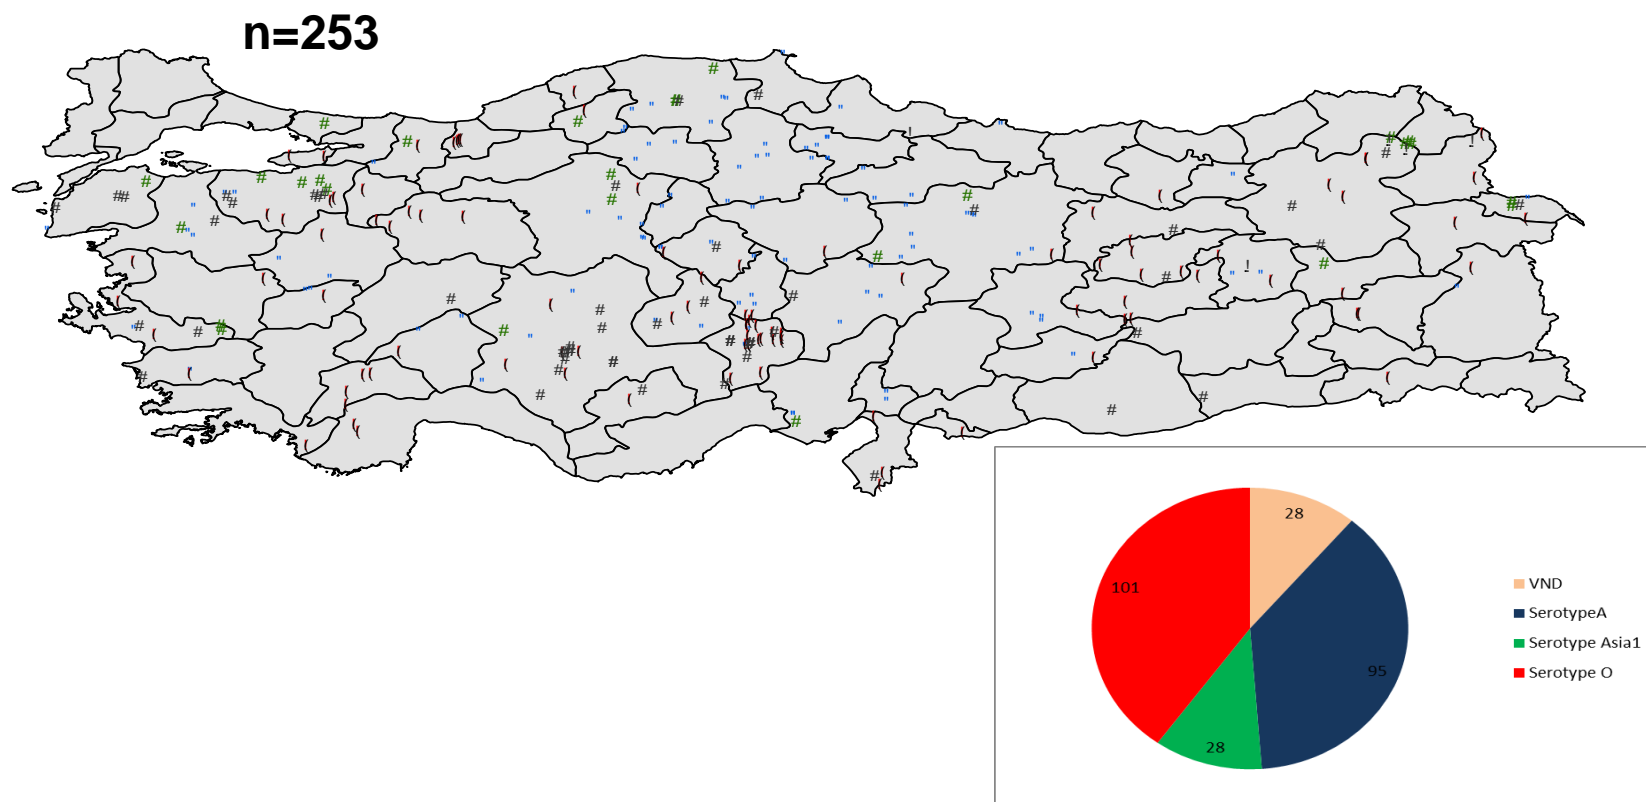 n=253
28
101
95
28
VND
SerotypeA
Serotype Asia1
Serotype O